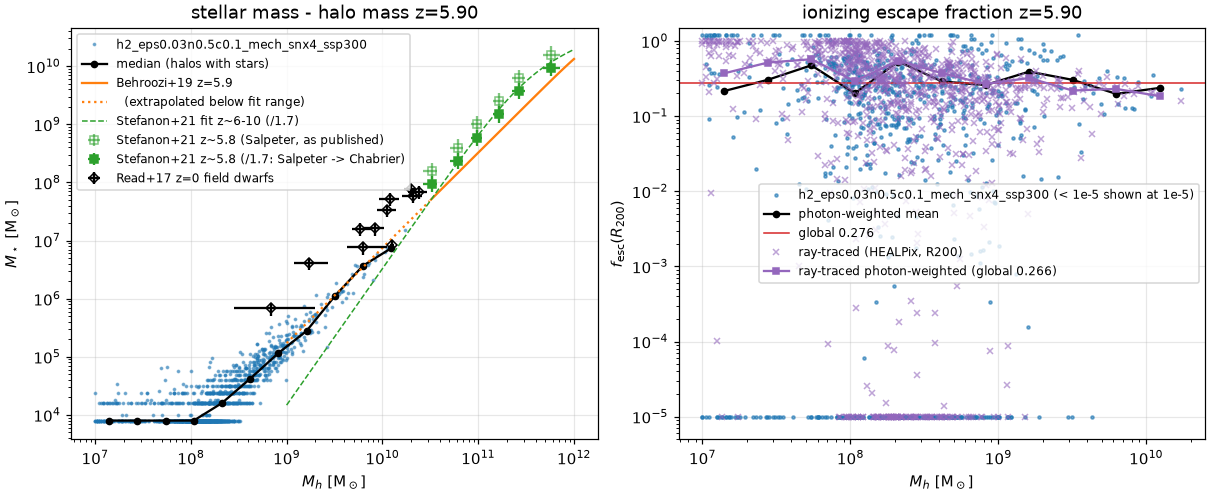 stellar mass - halo mass z=5.90
10¹⁰
10⁹
10⁸
10⁷
10⁶
10⁵
10⁴
M⋆ [M⊙]
h2_eps0.03n0.5c0.1_mech_snx4_ssp300
median (halos with stars)
Behroozi+19 z=5.9
(extrapolated below fit range)
Stefanon+21 fit z~6-10 (/1.7)
Stefanon+21 z~5.8 (Salpeter, as published)
Stefanon+21 z~5.8 (/1.7: Salpeter -> Chabrier)
Read+17 z=0 field dwarfs
10⁷ 10⁸ 10⁹ 10¹⁰ 10¹¹ 10¹²
Mₕ [M⊙]
ionizing escape fraction z=5.90
10⁰
10⁻¹
10⁻²
10⁻³
10⁻⁴
10⁻⁵
fesc(R200)
h2_eps0.03n0.5c0.1_mech_snx4_ssp300 (< 1e-5 shown at 1e-5)
photon-weighted mean
global 0.276
ray-traced (HEALPix, R200)
ray-traced photon-weighted (global 0.266)
10⁷ 10⁸ 10⁹ 10¹⁰
Mₕ [M⊙]